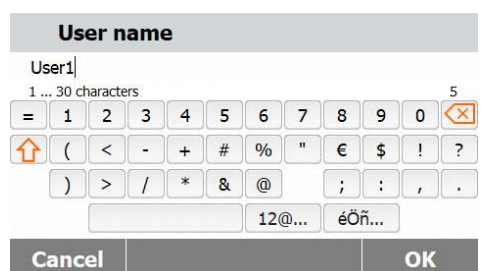 User name
User1
1 ... 30 characters 5
= 1 2 3 4 5 6 7 8 9 0
( < - + # % " € $ ! ?
) > / * & @ ; : , .
12@... éÖñ...
Cancel OK